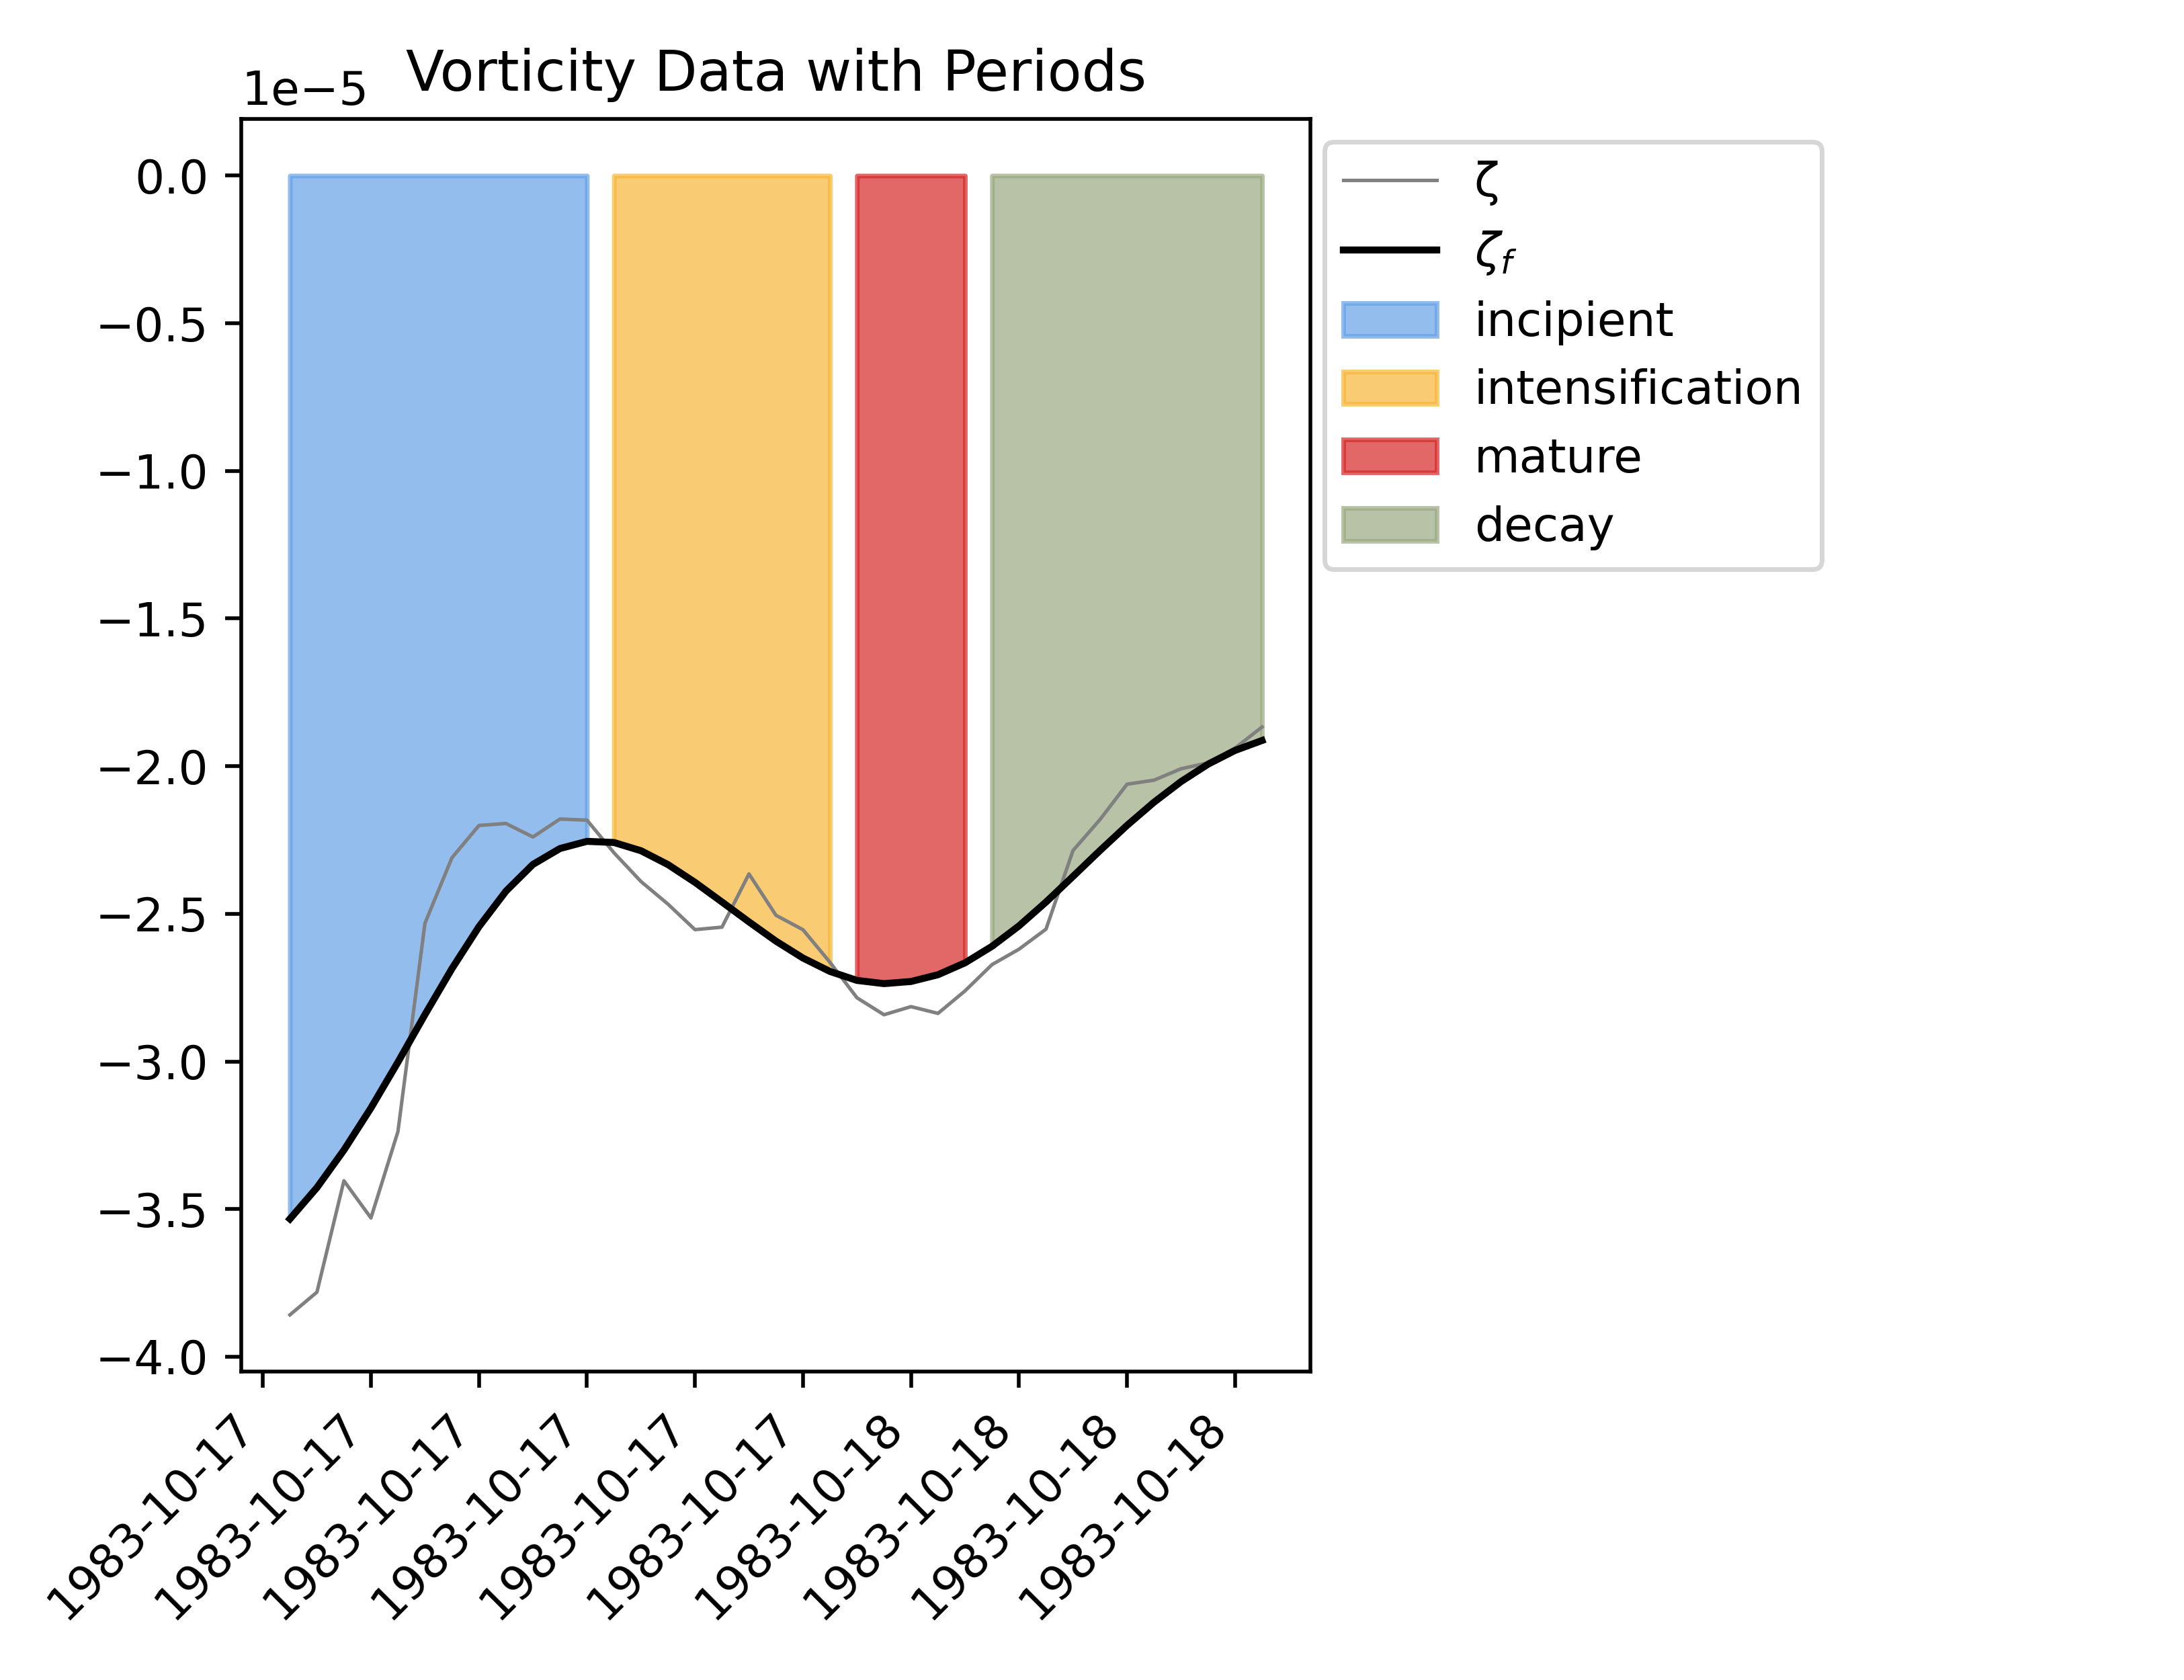 Vorticity Data with Periods
1e−5
0.0
−0.5
−1.0
−1.5
−2.0
−2.5
−3.0
−3.5
−4.0
1983-10-17
1983-10-17
1983-10-17
1983-10-17
1983-10-17
1983-10-17
1983-10-18
1983-10-18
1983-10-18
1983-10-18
ζ
ζf
incipient
intensification
mature
decay